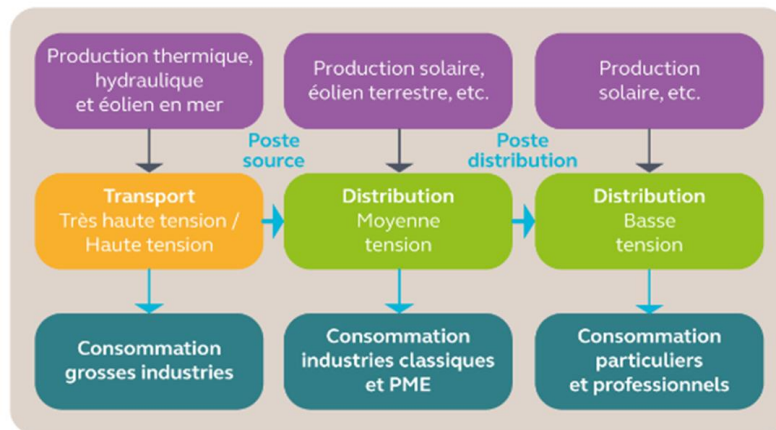 Production thermique,
hydraulique
et éolien en mer
Production solaire,
éolien terrestre, etc.
Production
solaire, etc.
Poste
source
Poste
distribution
Transport
Très haute tension /
Haute tension
Distribution
Moyenne
tension
Distribution
Basse
tension
Consommation
grosses industries
Consommation
industries classiques
et PME
Consommation
particuliers
et professionnels